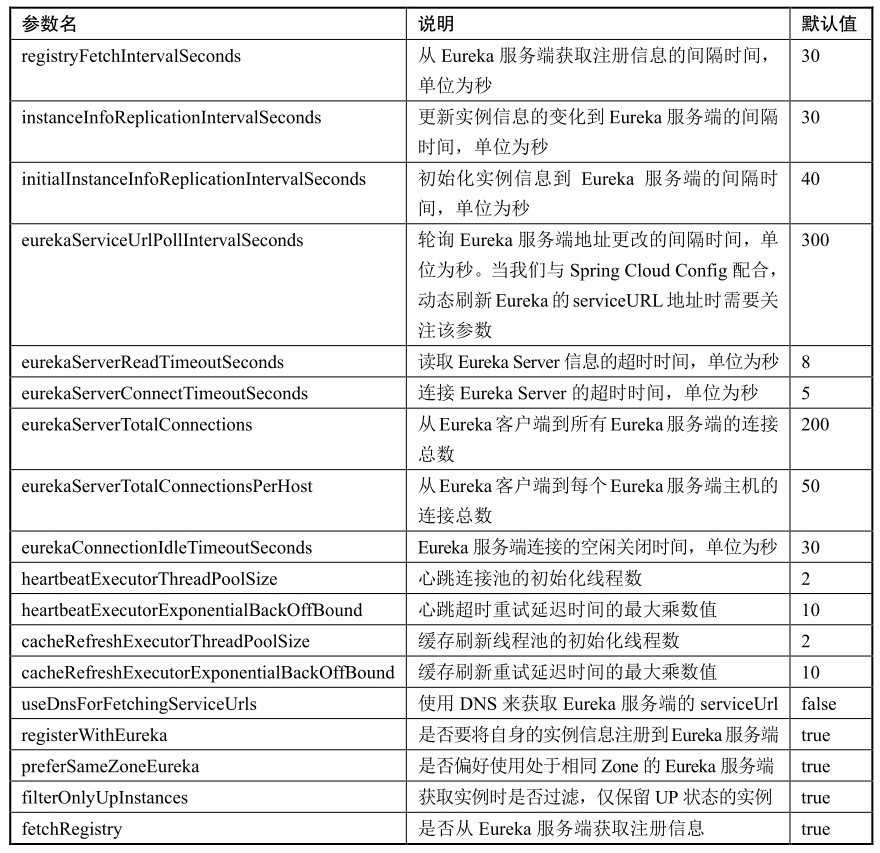 参数名 说明 默认值
registryFetchIntervalSeconds 从 Eureka 服务端获取注册信息的间隔时间， 30
单位为秒
instanceInfoReplicationIntervalSeconds 更新实例信息的变化到 Eureka 服务端的间隔 30
时间，单位为秒
initialInstanceInfoReplicationIntervalSeconds 初始化实例信息到 Eureka 服务端的间隔时 40
间，单位为秒
eurekaServiceUrlPollIntervalSeconds 轮询 Eureka 服务端地址更改的间隔时间，单 300
位为秒。当我们与 Spring Cloud Config 配合，
动态刷新 Eureka 的 serviceURL 地址时需要关
注该参数
eurekaServerReadTimeoutSeconds 读取 Eureka Server 信息的超时时间，单位为秒 8
eurekaServerConnectTimeoutSeconds 连接 Eureka Server 的超时时间，单位为秒 5
eurekaServerTotalConnections 从 Eureka 客户端到所有 Eureka 服务端的连接 200
总数
eurekaServerTotalConnectionsPerHost 从 Eureka 客户端到每个 Eureka 服务端主机的 50
连接总数
eurekaConnectionIdleTimeoutSeconds Eureka 服务端连接的空闲关闭时间，单位为秒 30
heartbeatExecutorThreadPoolSize 心跳连接池的初始化线程数 2
heartbeatExecutorExponentialBackOffBound 心跳超时重试延迟时间的最大乘数值 10
cacheRefreshExecutorThreadPoolSize 缓存刷新线程池的初始化线程数 2
cacheRefreshExecutorExponentialBackOffBound 缓存刷新重试延迟时间的最大乘数值 10
useDnsForFetchingServiceUrls 使用 DNS 来获取 Eureka 服务端的 serviceUrl false
registerWithEureka 是否要将自身的实例信息注册到 Eureka 服务端 true
preferSameZoneEureka 是否偏好使用处于相同 Zone 的 Eureka 服务端 true
filterOnlyUpInstances 获取实例时是否过滤，仅保留 UP 状态的实例 true
fetchRegistry 是否从 Eureka 服务端获取注册信息 true